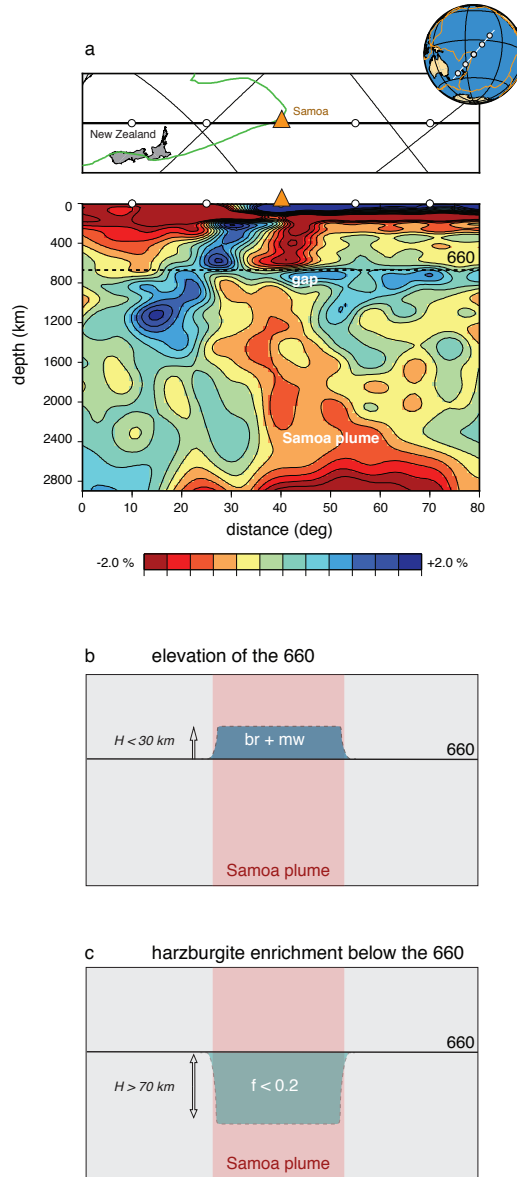 a
Samoa
New Zealand
0
400
800
1200
1600
2000
2400
2800
depth (km)
660
gap
Samoa plume
0 10 20 30 40 50 60 70 80
distance (deg)
-2.0 % +2.0 %
b elevation of the 660
H < 30 km
br + mw
660
Samoa plume
c harzburgite enrichment below the 660
660
H > 70 km
f < 0.2
Samoa plume